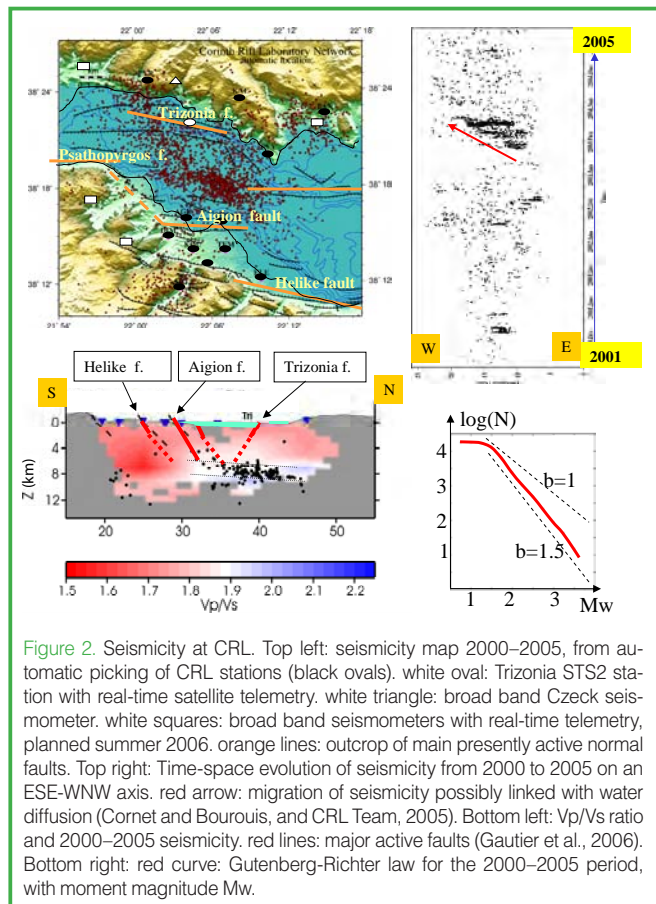 Corinth Rift Laboratory Network
automatic location
38˚ 24'
38˚ 18'
38˚ 12'
Trizonia f.
Psathopyrgos f.
Aigion fault
Helike fault
38˚ 24'
38˚ 18'
38˚ 12'
21˚ 54'
22˚ 00'
22˚ 06'
22˚ 12'
22˚ 18'
2005
W
E
2001
Helike f.
Aigion f.
Trizonia f.
S
N
Tri
Z (km)
0
4
8
12
20
30
40
50
1.5 1.6 1.7 1.8 1.9 2.0 2.1 2.2
Vp/Vs
log(N)
4
3
2
1
b=1
b=1.5
1
2
3
Mw
Figure 2. Seismicity at CRL. Top left: seismicity map 2000–2005, from au-
tomatic picking of CRL stations (black ovals). white oval: Trizonia STS2 sta-
tion with real-time satellite telemetry. white triangle: broad band Czeck seis-
mometer. white squares: broad band seismometers with real-time telemetry,
planned summer 2006. orange lines: outcrop of main presently active normal
faults. Top right: Time-space evolution of seismicity from 2000 to 2005 on an
ESE-WNW axis. red arrow: migration of seismicity possibly linked with water
diffusion (Cornet and Bourouis, and CRL Team, 2005). Bottom left: Vp/Vs ratio
and 2000–2005 seismicity. red lines: major active faults (Gautier et al., 2006).
Bottom right: red curve: Gutenberg-Richter law for the 2000–2005 period,
with moment magnitude Mw.